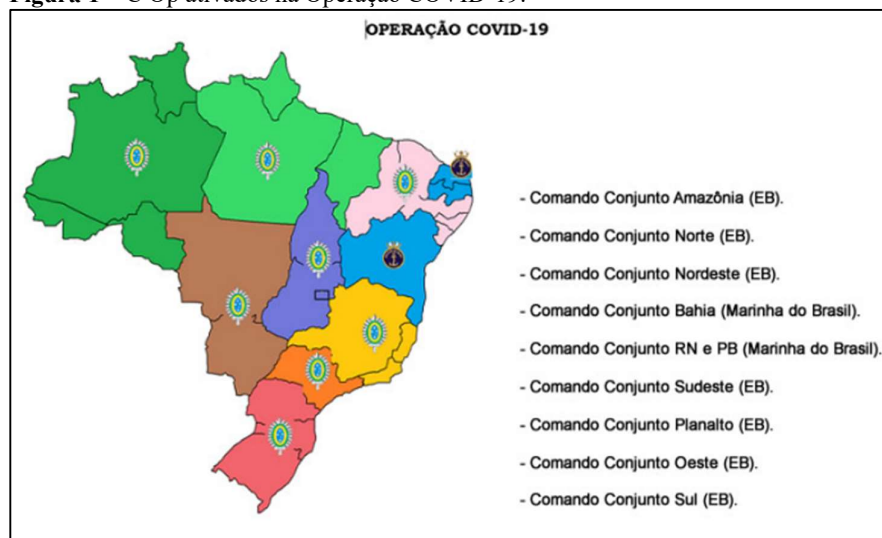 OPERAÇÃO COVID-19
- Comando Conjunto Amazônia (EB).
- Comando Conjunto Norte (EB).
- Comando Conjunto Nordeste (EB).
- Comando Conjunto Bahia (Marinha do Brasil).
- Comando Conjunto RN e PB (Marinha do Brasil).
- Comando Conjunto Sudeste (EB).
- Comando Conjunto Planalto (EB).
- Comando Conjunto Oeste (EB).
- Comando Conjunto Sul (EB).